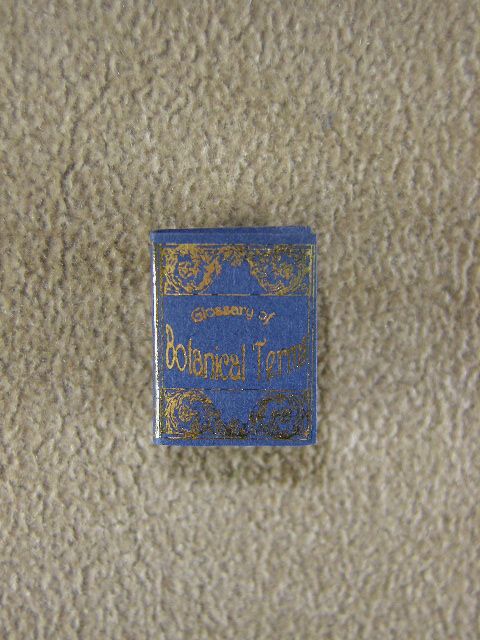 Glossary of
Botanical Terms